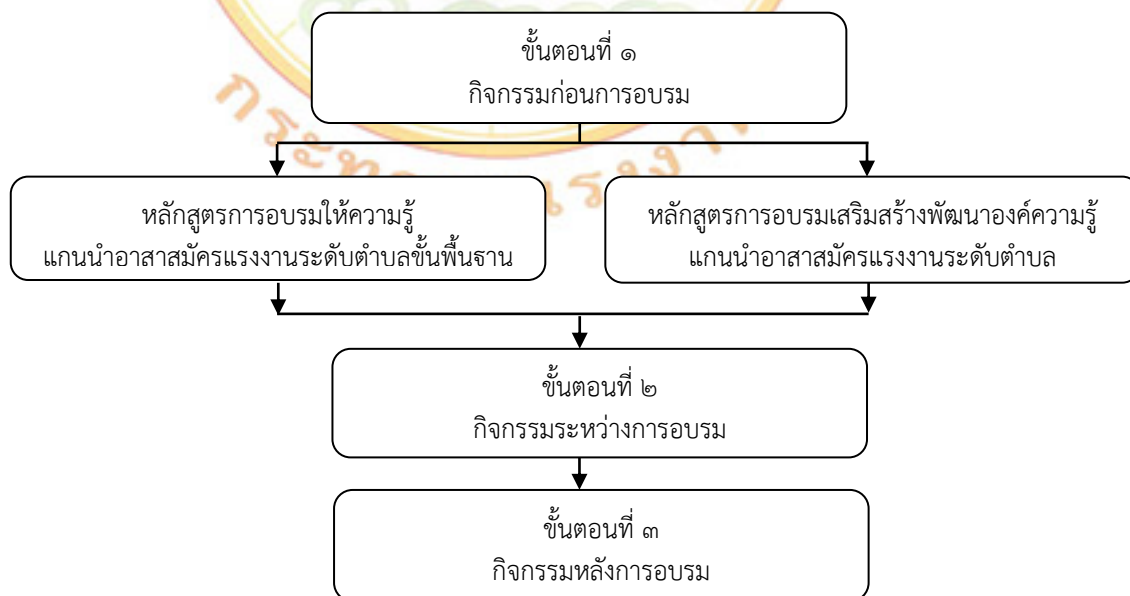 ขั้นตอนที่ ๑
กิจกรรมก่อนการอบรม
หลักสูตรการอบรมให้ความรู้
แกนนำอาสาสมัครแรงงานระดับตำบลขั้นพื้นฐาน
หลักสูตรการอบรมเสริมสร้างพัฒนาองค์ความรู้
แกนนำอาสาสมัครแรงงานระดับตำบล
ขั้นตอนที่ ๒
กิจกรรมระหว่างการอบรม
ขั้นตอนที่ ๓
กิจกรรมหลังการอบรม